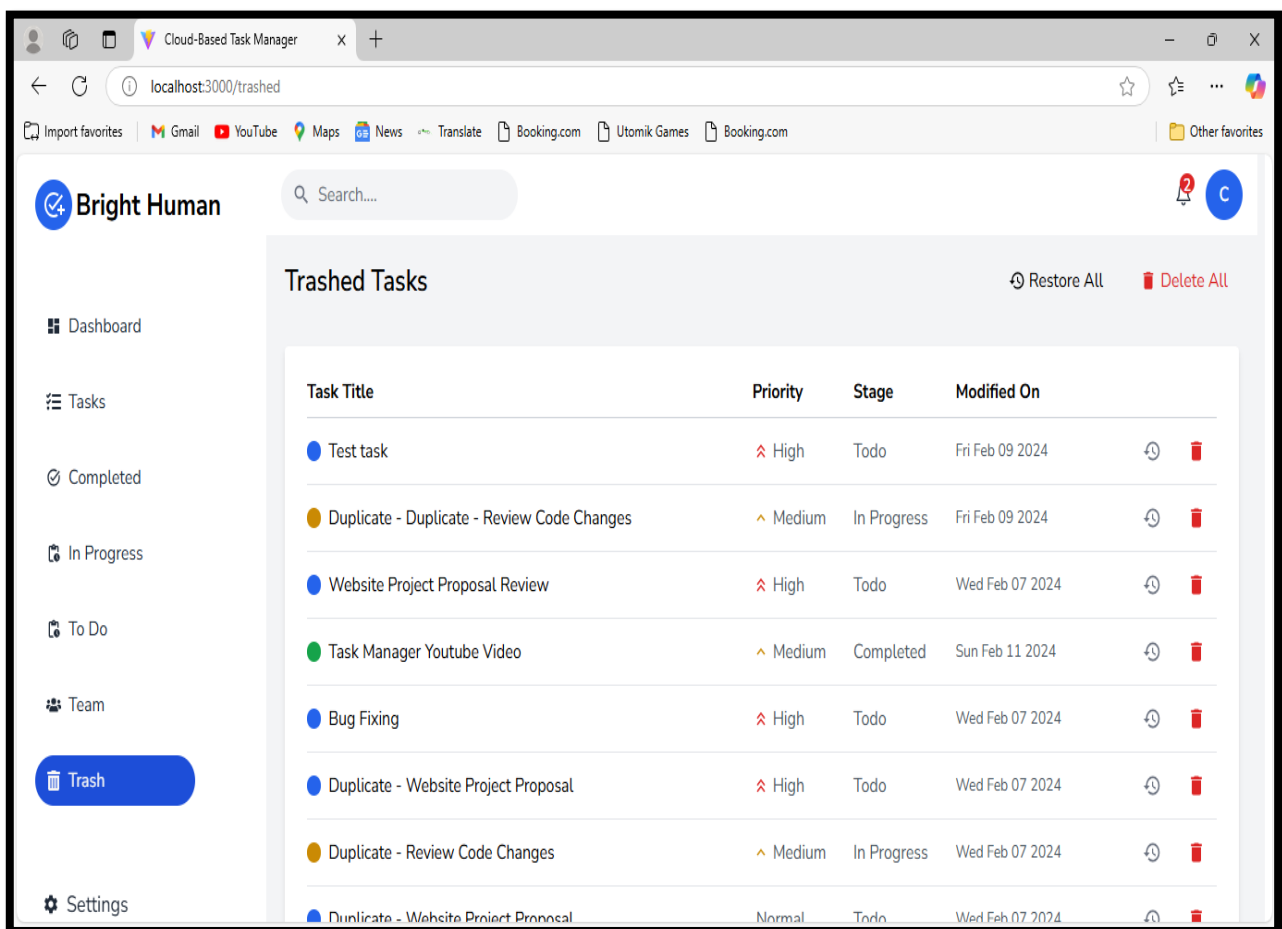 Cloud-Based Task Manager
localhost:3000/trashed
Import favorites Gmail YouTube Maps GE News Translate Booking.com Utomik Games Booking.com Other favorites
Bright Human
Search....
2
C
Trashed Tasks
Restore All
Delete All
Dashboard
Tasks
Completed
In Progress
To Do
Team
Trash
Settings
Task Title Priority Stage Modified On
Test task High Todo Fri Feb 09 2024
Duplicate - Duplicate - Review Code Changes Medium In Progress Fri Feb 09 2024
Website Project Proposal Review High Todo Wed Feb 07 2024
Task Manager Youtube Video Medium Completed Sun Feb 11 2024
Bug Fixing High Todo Wed Feb 07 2024
Duplicate - Website Project Proposal High Todo Wed Feb 07 2024
Duplicate - Review Code Changes Medium In Progress Wed Feb 07 2024
Duplicate - Website Project Proposal Normal Todo Wed Feb 07 2024